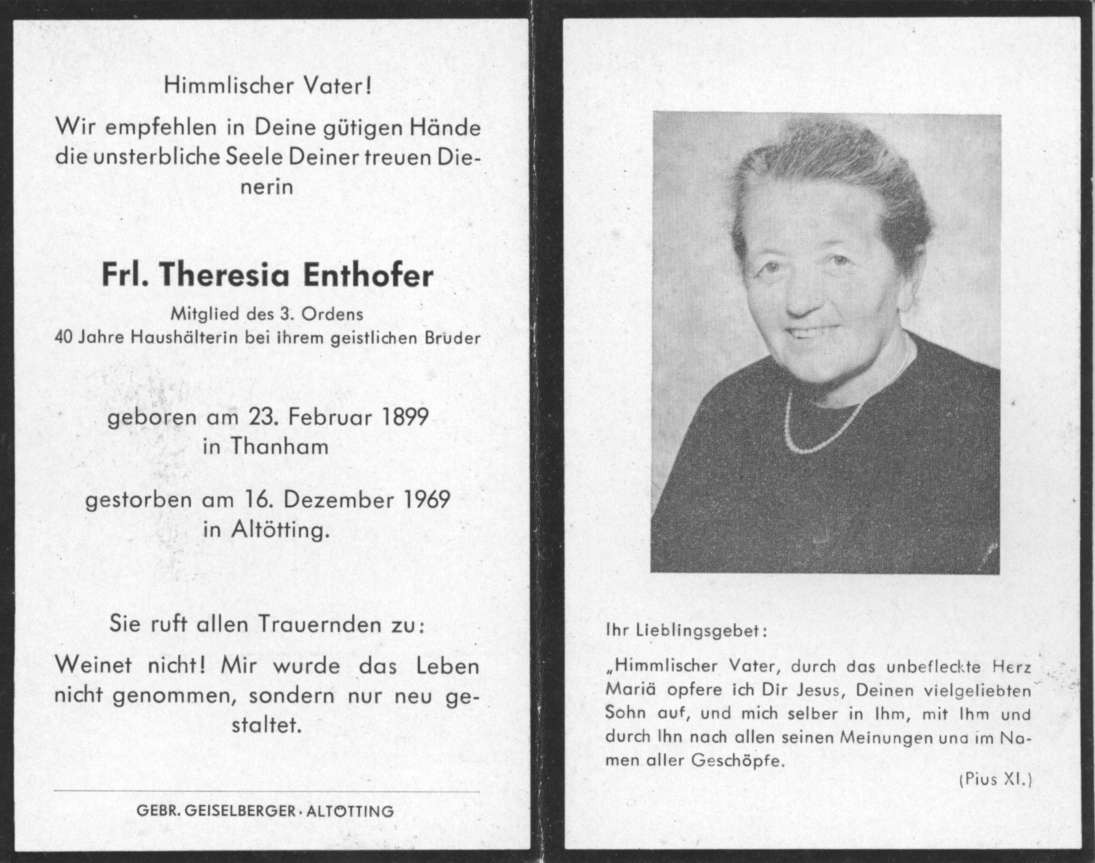 Himmlischer Vater!
Wir empfehlen in Deine gütigen Hände
die unsterbliche Seele Deiner treuen Die-
nerin
Frl. Theresia Enthofer
Mitglied des 3. Ordens
40 Jahre Haushälterin bei ihrem geistlichen Bruder
geboren am 23. Februar 1899
in Thanham
gestorben am 16. Dezember 1969
in Altötting.
Sie ruft allen Trauernden zu:
Weinet nicht! Mir wurde das Leben
nicht genommen, sondern nur neu ge-
staltet.
GEBR. GEISELBERGER · ALTÖTTING
Ihr Lieblingsgebet:
„Himmlischer Vater, durch das unbefleckte Herz
Mariä opfere ich Dir Jesus, Deinen vielgeliebten
Sohn auf, und mich selber in Ihm, mit Ihm und
durch Ihn nach allen seinen Meinungen und im Na-
men aller Geschöpfe.
(Pius XI.)